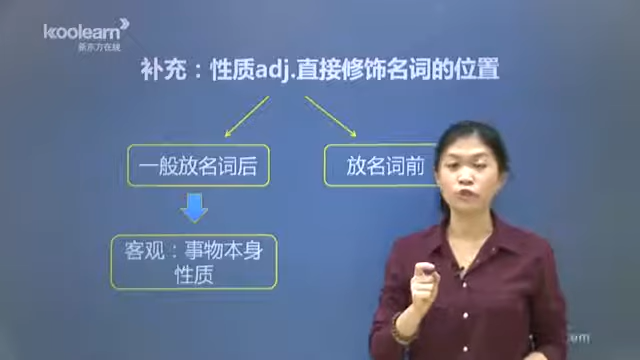 koolearn
新东方在线
补充：性质adj.直接修饰名词的位置
一般放名词后
放名词前
客观：事物本身
性质
em